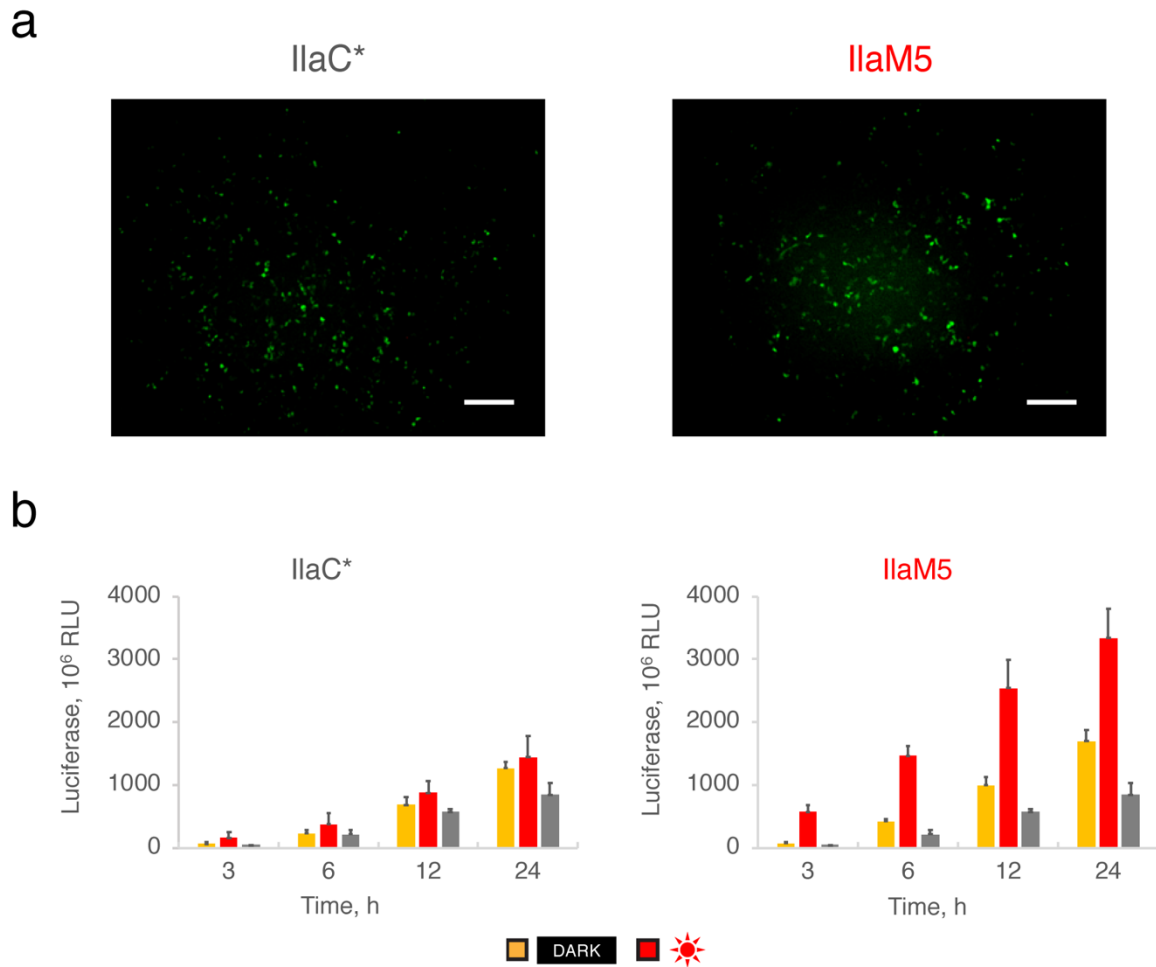 a
IlaC*
IlaM5
b
IlaC*
IlaM5
Luciferase, 10⁶ RLU
4000
3000
2000
1000
0
3 6 12 24
Time, h
Luciferase, 10⁶ RLU
4000
3000
2000
1000
0
3 6 12 24
Time, h
DARK